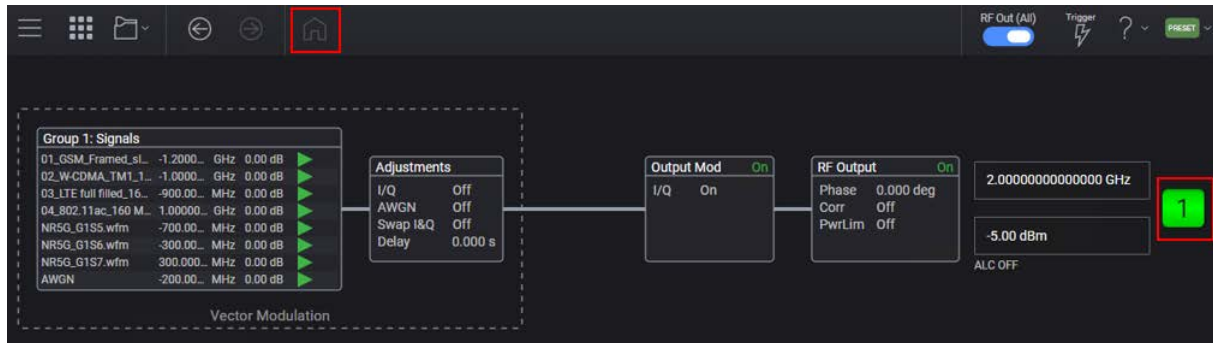 RF Out (All) Trigger ? PRESET
Group 1: Signals
01_GSM_Framed_sl... -1.2000... GHz 0.00 dB
02_W-CDMA_TM1_1... -1.0000... GHz 0.00 dB
03_LTE full filled_16... -900.00... MHz 0.00 dB
04_802.11ac_160 M... 1.00000... GHz 0.00 dB
NR5G_G1S5.wfm -700.00... MHz 0.00 dB
NR5G_G1S6.wfm -300.00... MHz 0.00 dB
NR5G_G1S7.wfm 300.000... MHz 0.00 dB
AWGN -200.00... MHz 0.00 dB
Vector Modulation
Adjustments
I/Q Off
AWGN Off
Swap I&Q Off
Delay 0.000 s
Output Mod On
I/Q On
RF Output On
Phase 0.000 deg
Corr Off
PwrLim Off
2.00000000000000 GHz
-5.00 dBm
ALC OFF
1